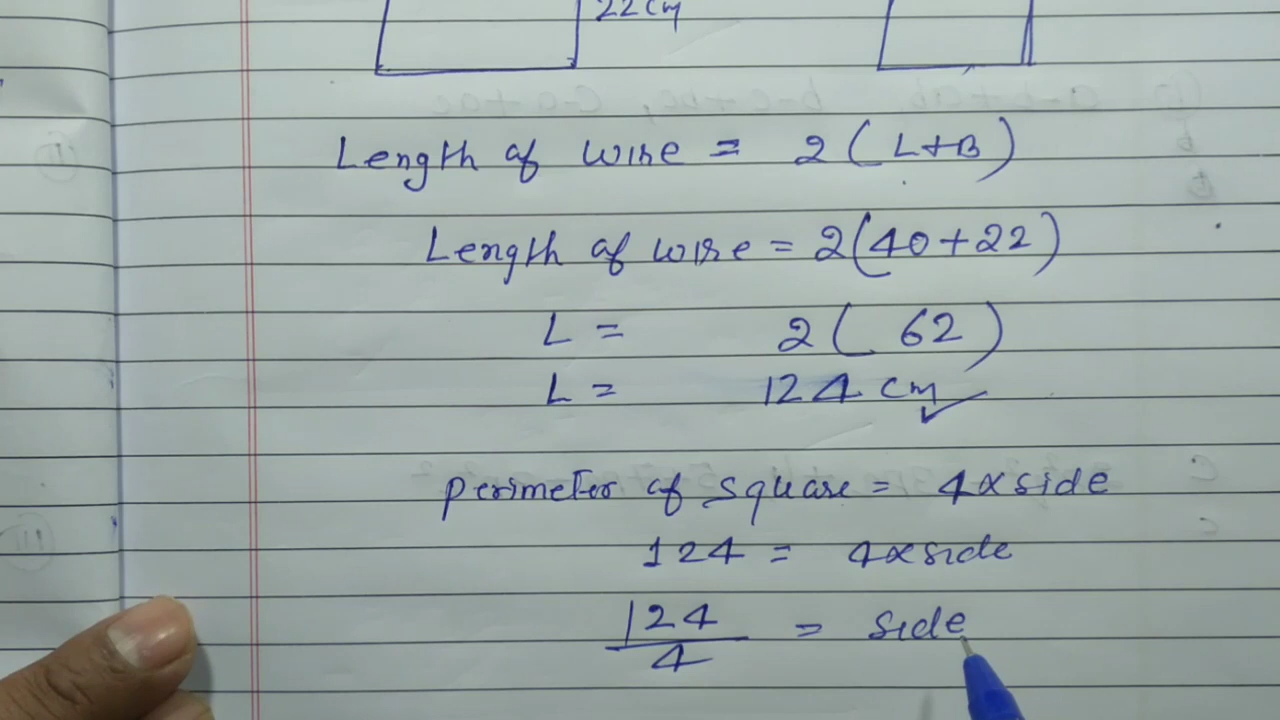 22 cm
Length of wire = 2 ( L+B )
Length of wire = 2(40+22)
L = 2 ( 62 )
L = 124 cm
perimeter of square = 4×side
124 = 4×side
124/4 = side